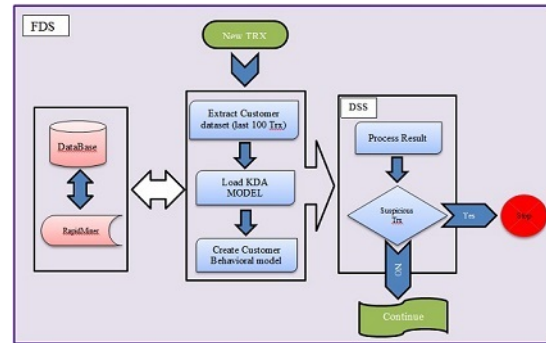 FDS
New TRX
DataBase
RapidMiner
Extract Customer
dataset (last 100 Trx)
Load KDA
MODEL
Create Customer
Behavioral model
DSS
Process Result
Suspicious
Trx
Yes
Stop
NO
Continue